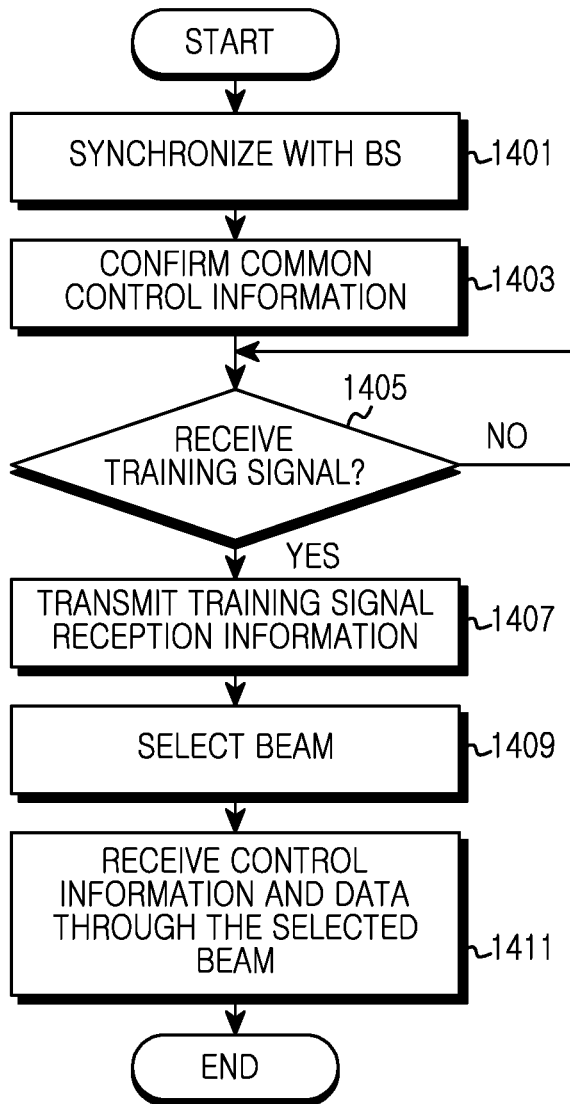 START
SYNCHRONIZE WITH BS
1401
CONFIRM COMMON
CONTROL INFORMATION
1403
1405
RECEIVE
TRAINING SIGNAL?
NO
YES
TRANSMIT TRAINING SIGNAL
RECEPTION INFORMATION
1407
SELECT BEAM
1409
RECEIVE CONTROL
INFORMATION AND DATA
THROUGH THE SELECTED
BEAM
1411
END